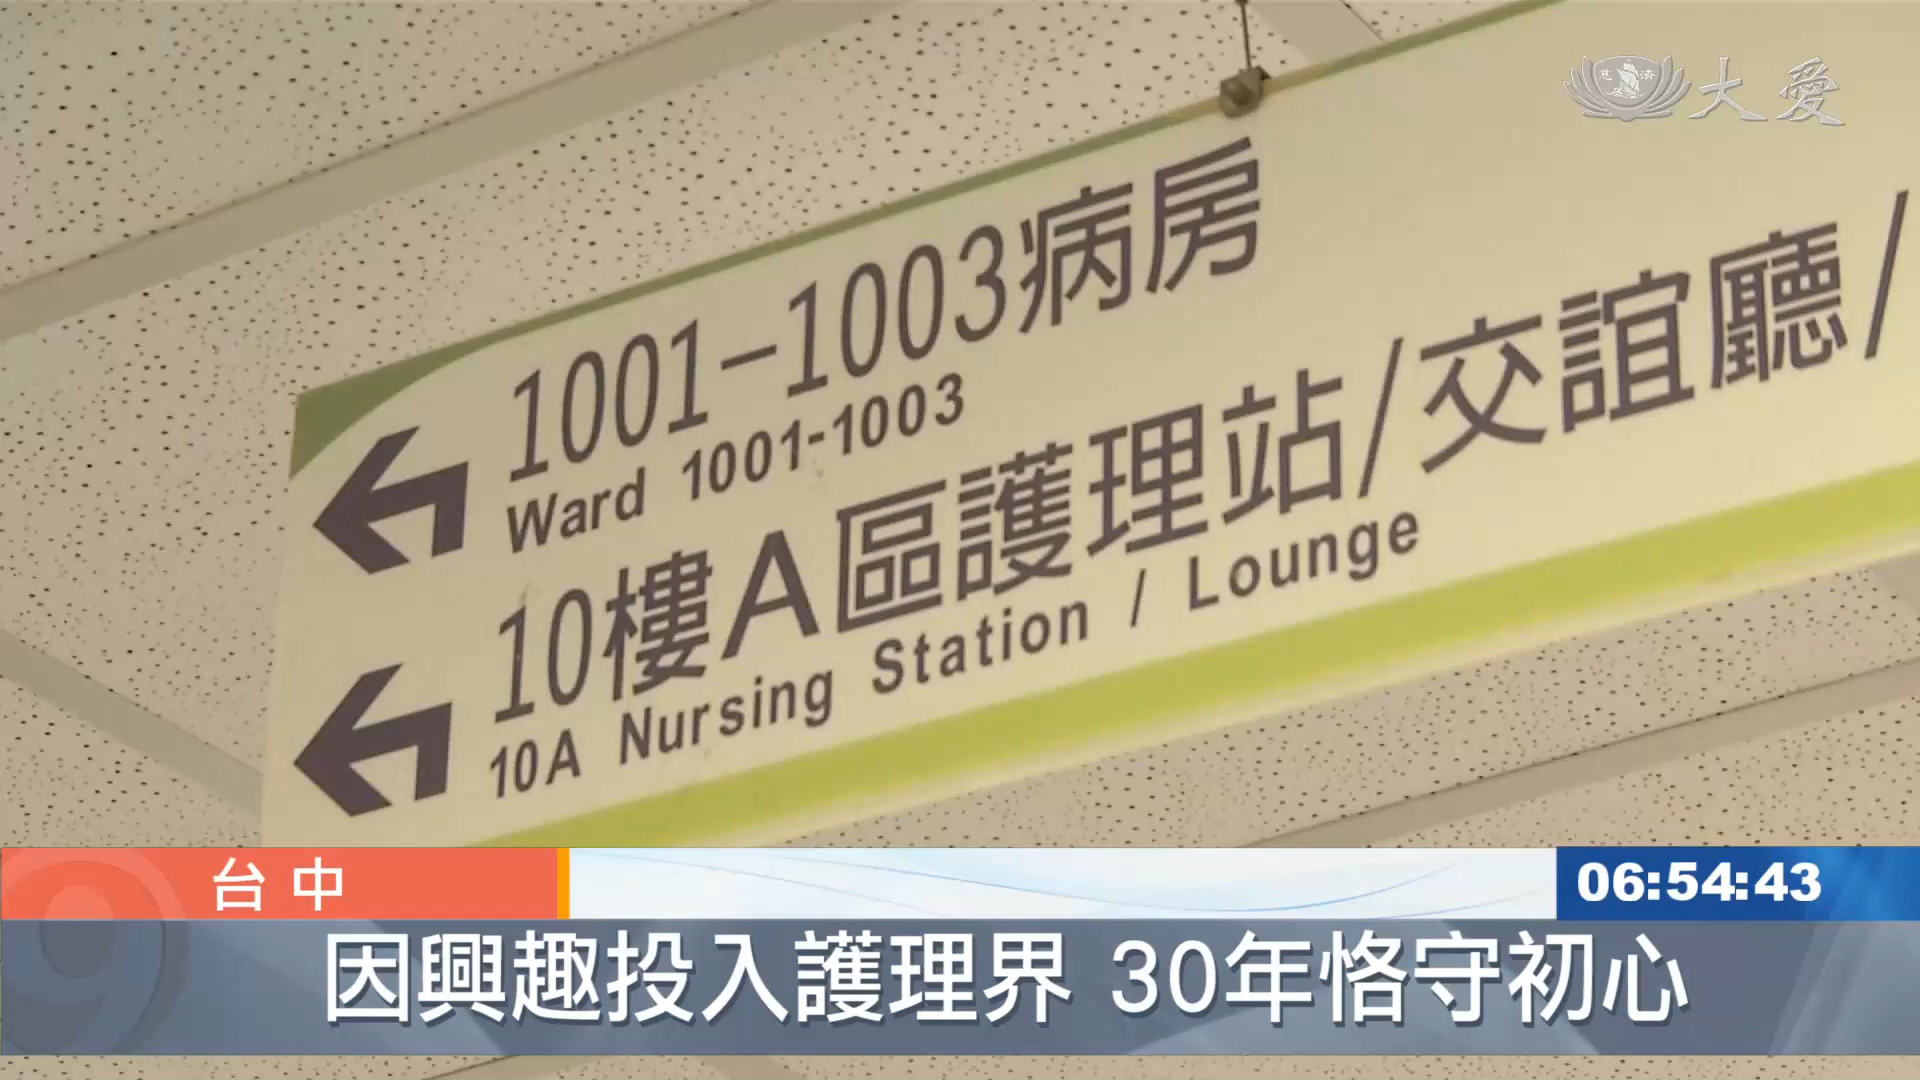 慈濟 大愛
1001-1003病房
Ward 1001-1003
10樓A區護理站/交誼廳/
10A Nursing Station / Lounge
台中
06:54:43
因興趣投入護理界 30年恪守初心